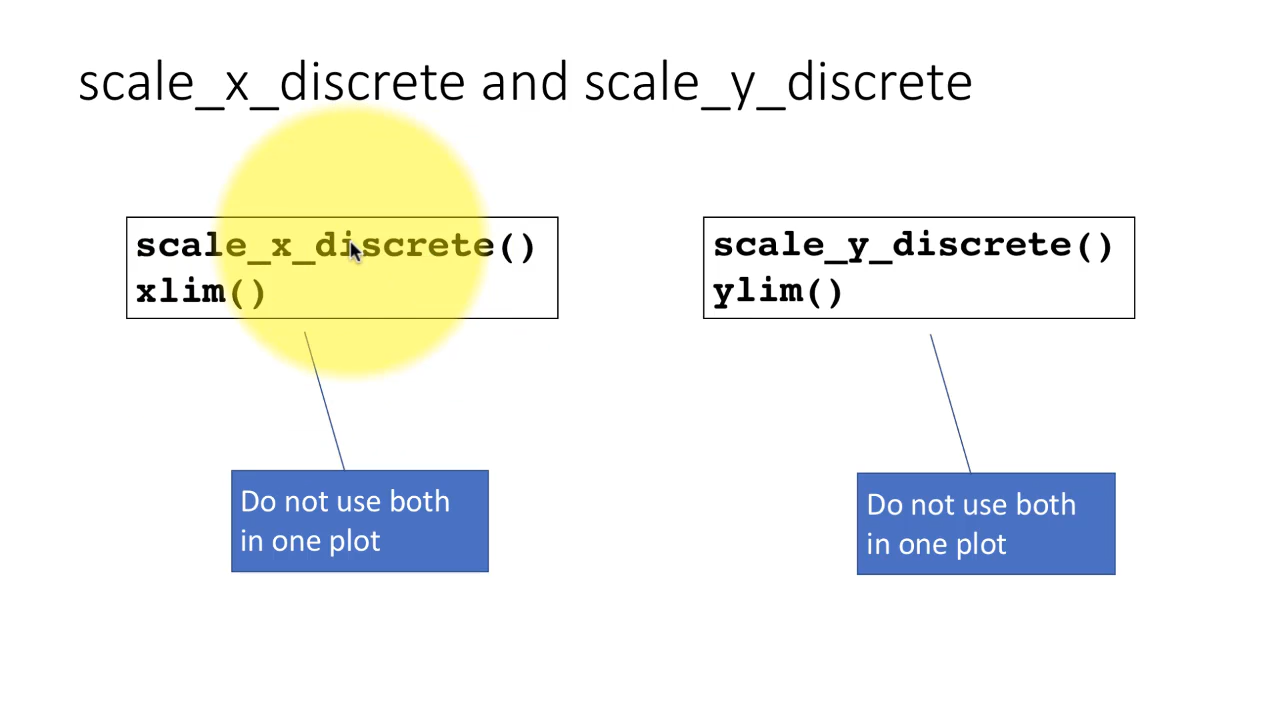 scale_x_discrete and scale_y_discrete
scale_x_discrete()
xlim()
scale_y_discrete()
ylim()
Do not use both
in one plot
Do not use both
in one plot